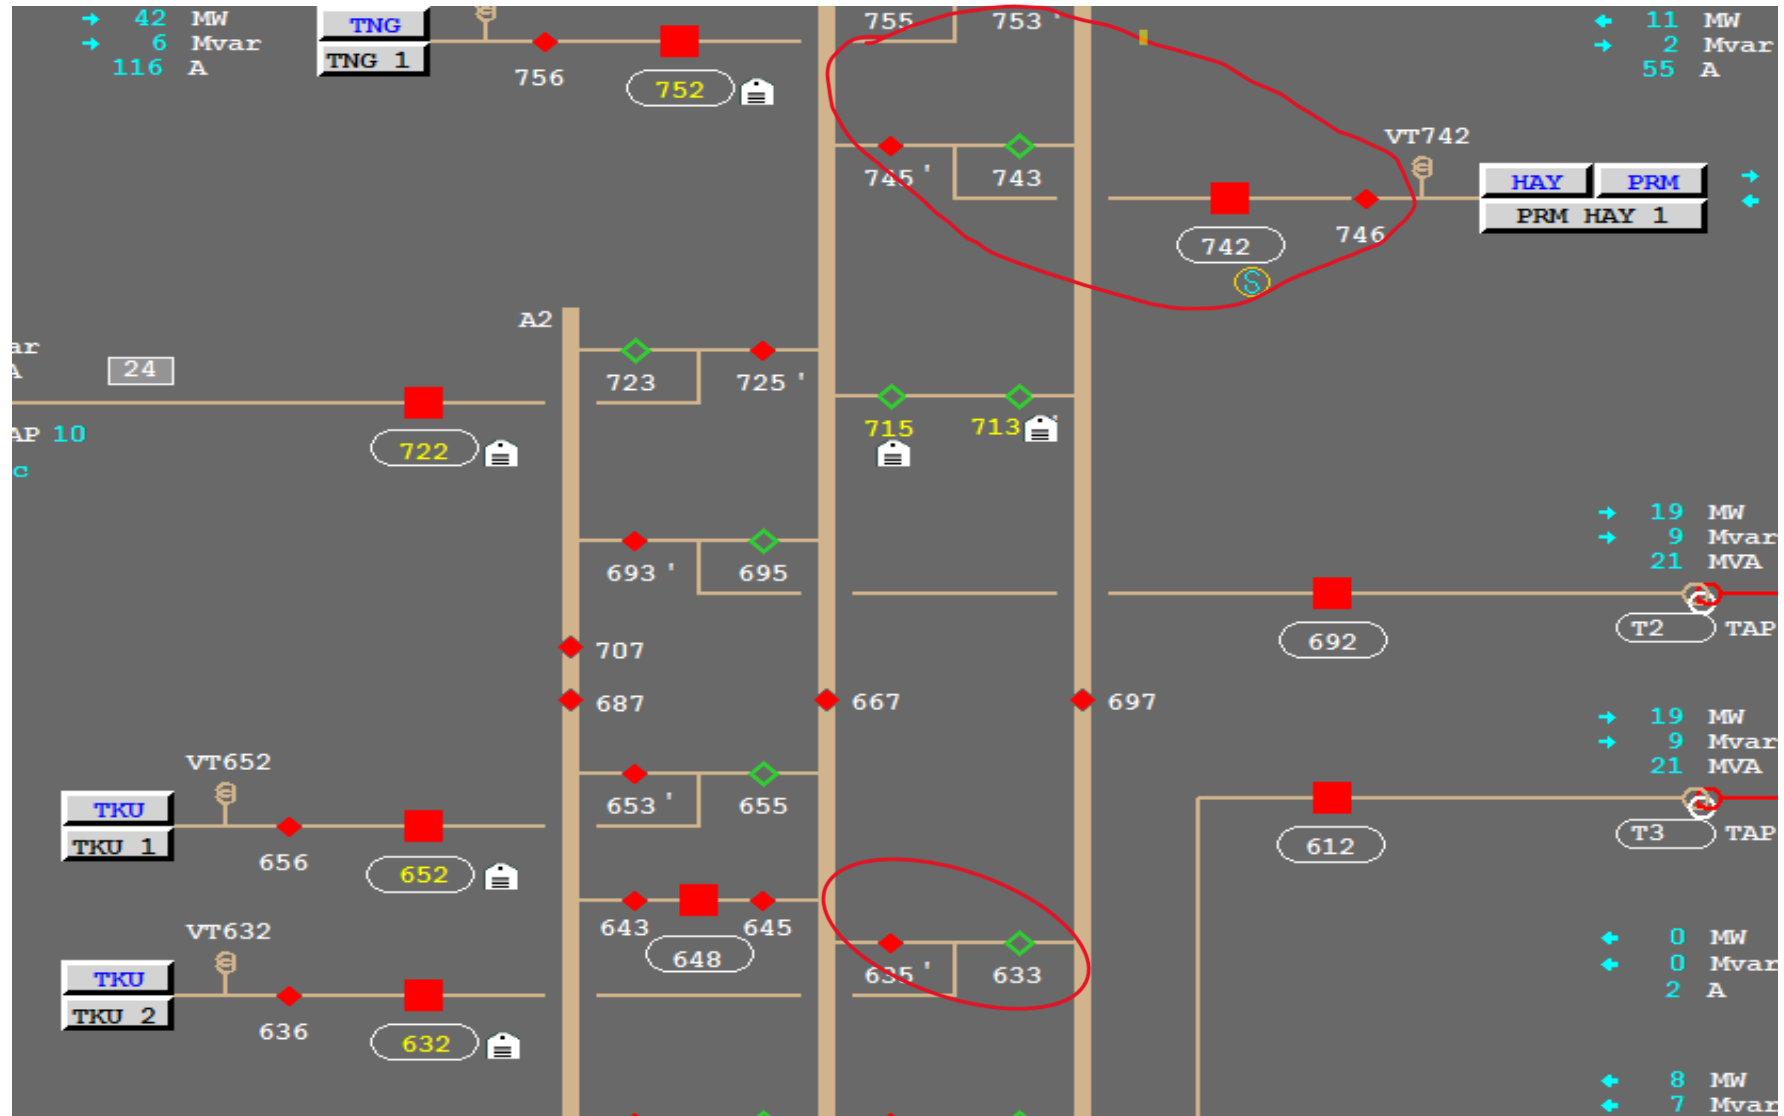 42 MW
6 Mvar
116 A
TNG
TNG 1
756
752
755
753 '
11 MW
2 Mvar
55 A
745 '
743
742
S
746
VT742
HAY PRM
PRM HAY 1
A2
ar
A
24
AP 10
c
722
723
725 '
715
713 '
693 '
695
19 MW
9 Mvar
21 MVA
692
T2 TAP
707
687
667
697
19 MW
9 Mvar
21 MVA
612
T3 TAP
VT652
TKU
TKU 1
656
652
653 '
655
643
645
648
635 '
633
VT632
TKU
TKU 2
636
632
0 MW
0 Mvar
2 A
8 MW
7 Mvar